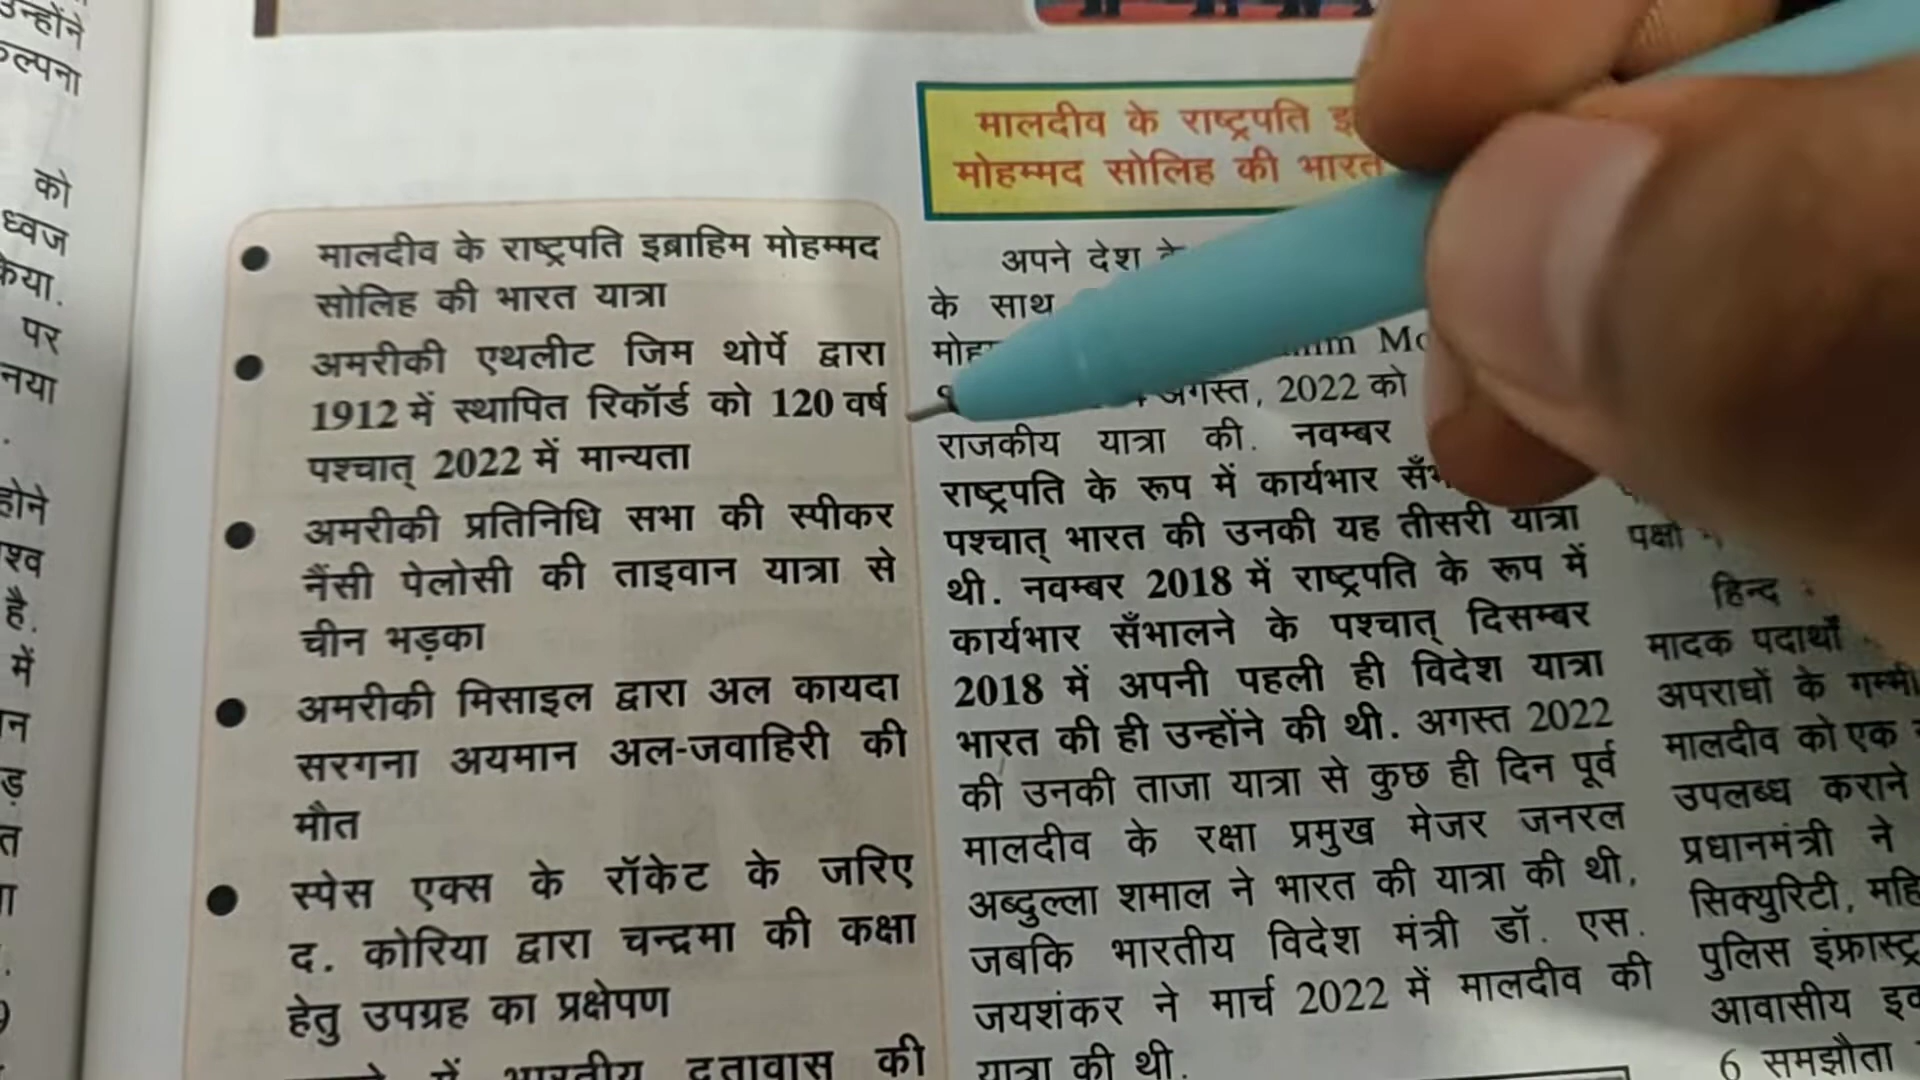 उन्होंने
कल्पना
को
ध्वज
किया.
पर
नया
होने
है.
में
मालदीव के राष्ट्रपति इब्राहिम मोहम्मद
सोलिह की भारत यात्रा
अमरीकी एथलीट जिम थोर्पे द्वारा
1912 में स्थापित रिकॉर्ड को 120 वर्ष
पश्चात् 2022 में मान्यता
अमरीकी प्रतिनिधि सभा की स्पीकर
नैंसी पेलोसी की ताइवान यात्रा से
चीन भड़का
अमरीकी मिसाइल द्वारा अल कायदा
सरगना अयमान अल-जवाहिरी की
मौत
स्पेस एक्स के रॉकेट के जरिए
द. कोरिया द्वारा चन्द्रमा की कक्षा
हेतु उपग्रह का प्रक्षेपण
में भारतीय दूतावास की
मालदीव के राष्ट्रपति
मोहम्मद सोलिह की भारत
अपने देश
के साथ
अगस्त, 2022 को
राजकीय यात्रा की. नवम्बर
राष्ट्रपति के रूप में कार्यभार
पश्चात् भारत की उनकी यह तीसरी यात्रा
थी. नवम्बर 2018 में राष्ट्रपति के रूप में
कार्यभार सँभालने के पश्चात् दिसम्बर
2018 में अपनी पहली ही विदेश यात्रा
भारत की ही उन्होंने की थी. अगस्त 2022
की उनकी ताजा यात्रा से कुछ ही दिन पूर्व
मालदीव के रक्षा प्रमुख मेजर जनरल
अब्दुल्ला शमाल ने भारत की यात्रा की थी,
जबकि भारतीय विदेश मंत्री डॉ. एस.
जयशंकर ने मार्च 2022 में मालदीव की
यात्रा की थी.
हिन्द
मादक पदार्थों
अपराधों के
मालदीव को एक
उपलब्ध कराने
प्रधानमंत्री ने
सिक्युरिटी,
पुलिस
आवासीय
6 समझौता